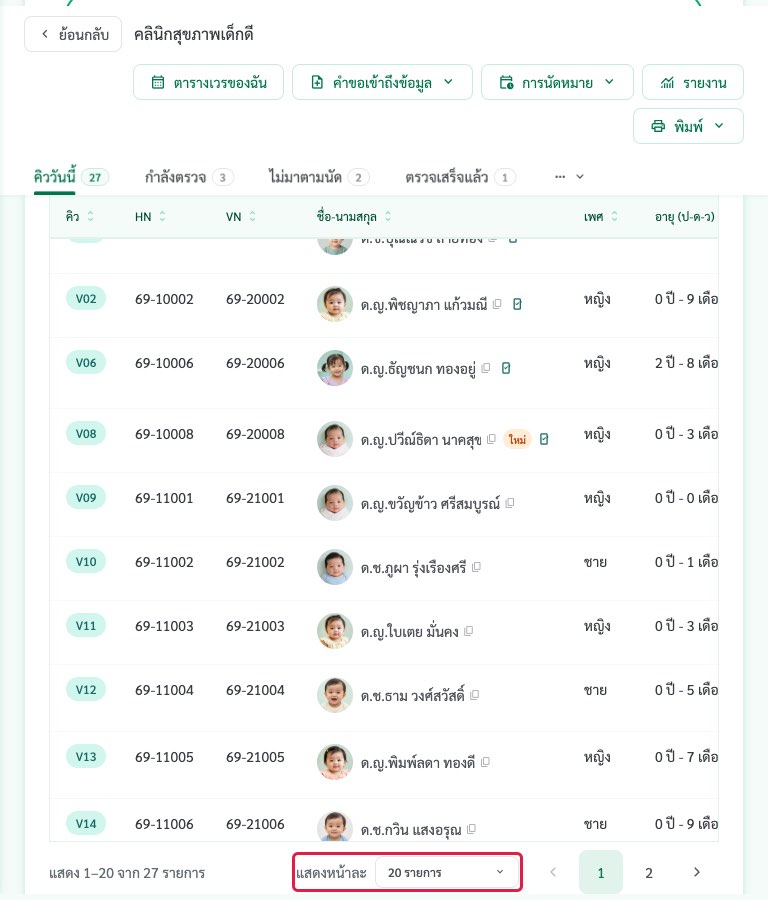 ย้อนกลับ คลินิกสุขภาพเด็กดี
ตารางเวรของฉัน คำขอเข้าถึงข้อมูล การนัดหมาย รายงาน
พิมพ์
คิววันนี้ 27 กำลังตรวจ 3 ไม่มาตามนัด 2 ตรวจเสร็จแล้ว 1 ...
คิว HN VN ชื่อ-นามสกุล เพศ อายุ (ป-ด-ว)
V02 69-10002 69-20002 ด.ญ.พิชญาภา แก้วมณี หญิง 0 ปี - 9 เดือ
V06 69-10006 69-20006 ด.ญ.ธัญชนก ทองอยู่ หญิง 2 ปี - 8 เดือ
V08 69-10008 69-20008 ด.ญ.ปวีณ์ธิดา นาคสุข ใหม่ หญิง 0 ปี - 3 เดือ
V09 69-11001 69-21001 ด.ญ.ขวัญข้าว ศรีสมบูรณ์ หญิง 0 ปี - 0 เดือ
V10 69-11002 69-21002 ด.ช.ภูผา รุ่งเรืองศรี ชาย 0 ปี - 1 เดือ
V11 69-11003 69-21003 ด.ญ.ใบเตย มั่นคง หญิง 0 ปี - 3 เดือ
V12 69-11004 69-21004 ด.ช.ธาม วงศ์สวัสดิ์ ชาย 0 ปี - 5 เดือ
V13 69-11005 69-21005 ด.ญ.พิมพ์ลดา ทองดี หญิง 0 ปี - 7 เดือ
V14 69-11006 69-21006 ด.ช.กวิน แสงอรุณ ชาย 0 ปี - 9 เดือ
แสดง 1–20 จาก 27 รายการ แสดงหน้าละ 20 รายการ 1 2